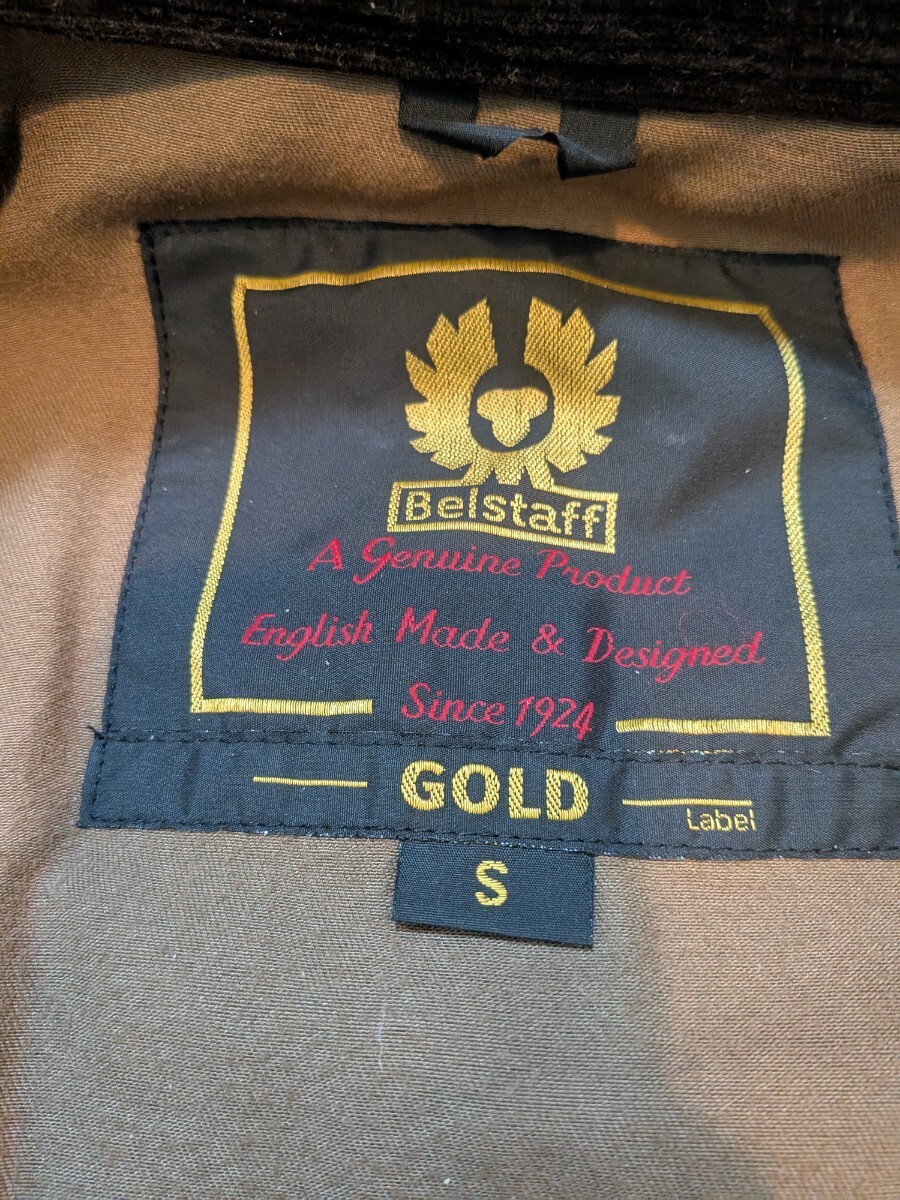 Belstaff
A Genuine Product
English Made & Designed
Since 1924
GOLD
Label
S